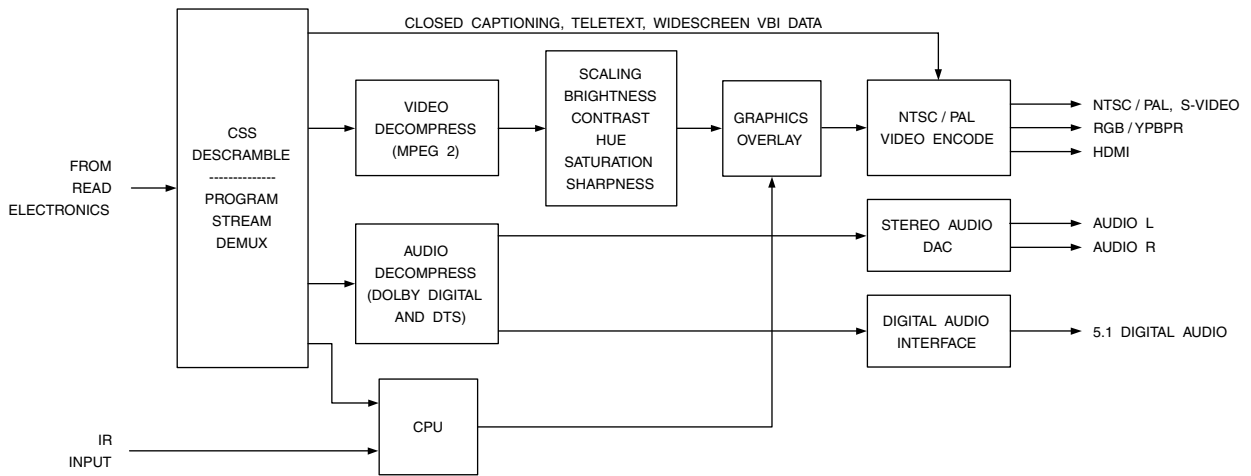 CLOSED CAPTIONING, TELETEXT, WIDESCREEN VBI DATA
FROM
READ
ELECTRONICS
CSS
DESCRAMBLE
--------------
PROGRAM
STREAM
DEMUX
VIDEO
DECOMPRESS
(MPEG 2)
SCALING
BRIGHTNESS
CONTRAST
HUE
SATURATION
SHARPNESS
GRAPHICS
OVERLAY
NTSC / PAL
VIDEO ENCODE
NTSC / PAL, S-VIDEO
RGB / YPBPR
HDMI
AUDIO
DECOMPRESS
(DOLBY DIGITAL
AND DTS)
STEREO AUDIO
DAC
AUDIO L
AUDIO R
DIGITAL AUDIO
INTERFACE
5.1 DIGITAL AUDIO
CPU
IR
INPUT